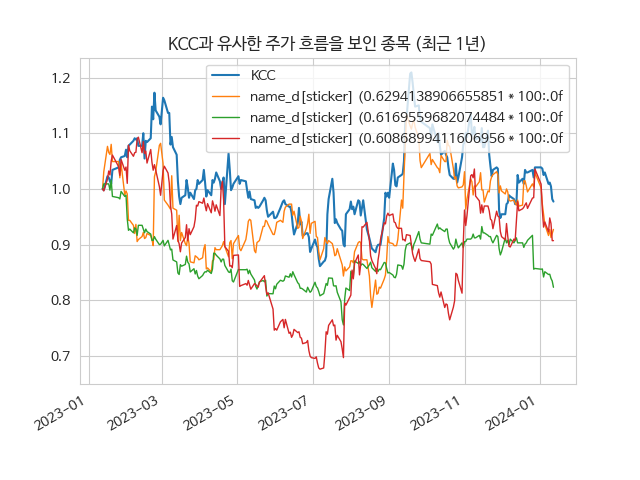 KCC과 유사한 주가 흐름을 보인 종목 (최근 1년)
KCC
name_d[sticker] (0.6294138906655851 * 100:.0f
name_d[sticker] (0.6169559682074484 * 100:.0f
name_d[sticker] (0.6086899411606956 * 100:.0f
1.2
1.1
1.0
0.9
0.8
0.7
2023-01
2023-03
2023-05
2023-07
2023-09
2023-11
2024-01